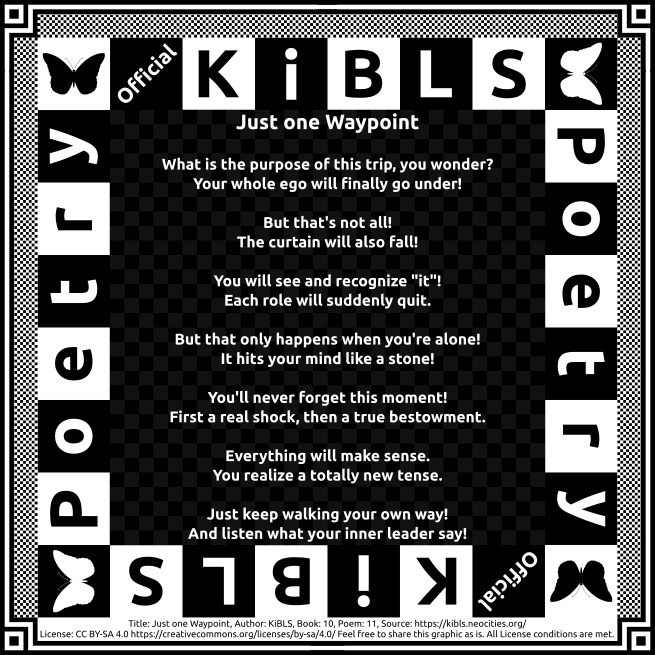 Official KiBLS
Poetry
Poetry
Just one Waypoint
What is the purpose of this trip, you wonder?
Your whole ego will finally go under!
But that's not all!
The curtain will also fall!
You will see and recognize "it"!
Each role will suddenly quit.
But that only happens when you're alone!
It hits your mind like a stone!
You'll never forget this moment!
First a real shock, then a true bestowment.
Everything will make sense.
You realize a totally new tense.
Just keep walking your own way!
And listen what your inner leader say!
Official KiBLS
Title: Just one Waypoint, Author: KiBLS, Book: 10, Poem: 11, Source: https://kibls.neocities.org/
License: CC BY-SA 4.0 https://creativecommons.org/licenses/by-sa/4.0/ Feel free to share this graphic as is. All License conditions are met.